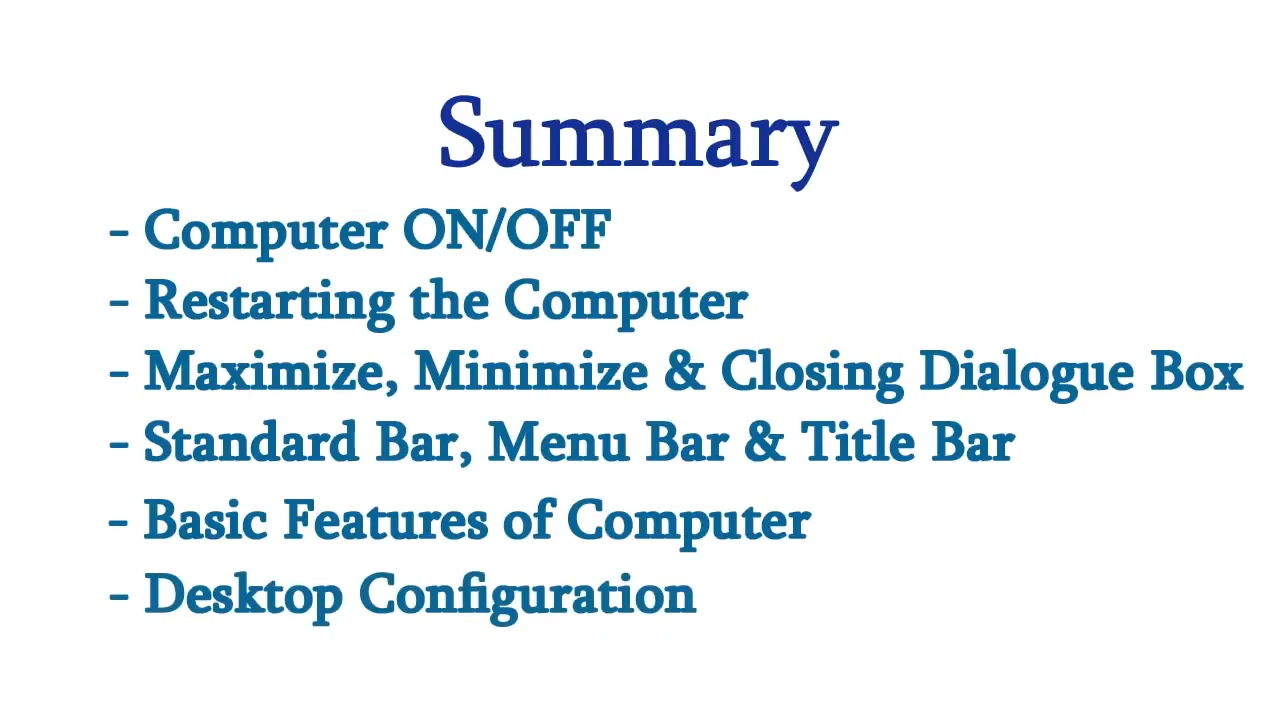 Summary
- Computer ON/OFF
- Restarting the Computer
- Maximize, Minimize & Closing Dialogue Box
- Standard Bar, Menu Bar & Title Bar
- Basic Features of Computer
- Desktop Configuration